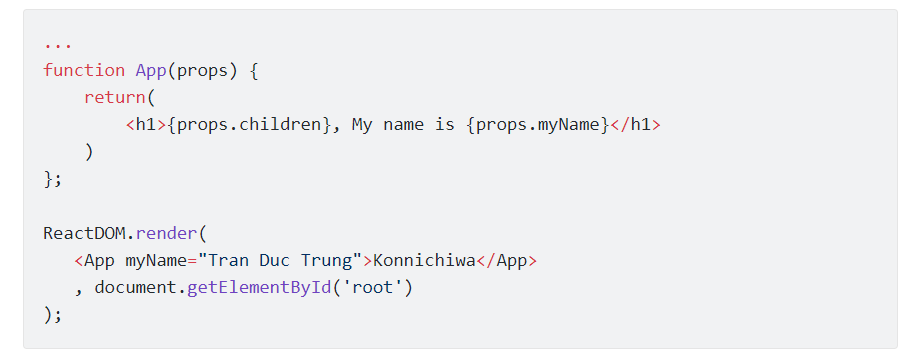 ...
function App(props) {
    return(
        <h1>{props.children}, My name is {props.myName}</h1>
    )
};

ReactDOM.render(
   <App myName="Tran Duc Trung">Konnichiwa</App>
   , document.getElementById('root')
);